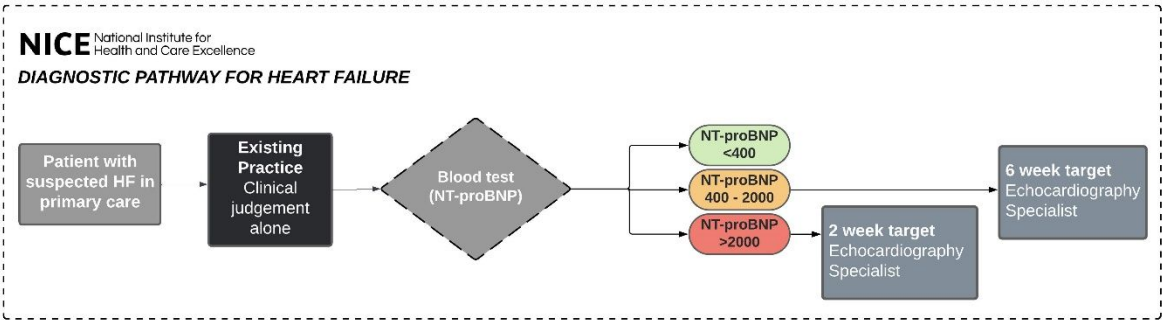 NICE National Institute for
Health and Care Excellence
DIAGNOSTIC PATHWAY FOR HEART FAILURE
Patient with
suspected HF in
primary care
Existing
Practice
Clinical
judgement
alone
Blood test
(NT-proBNP)
NT-proBNP
<400
NT-proBNP
400 - 2000
NT-proBNP
>2000
2 week target
Echocardiography
Specialist
6 week target
Echocardiography
Specialist